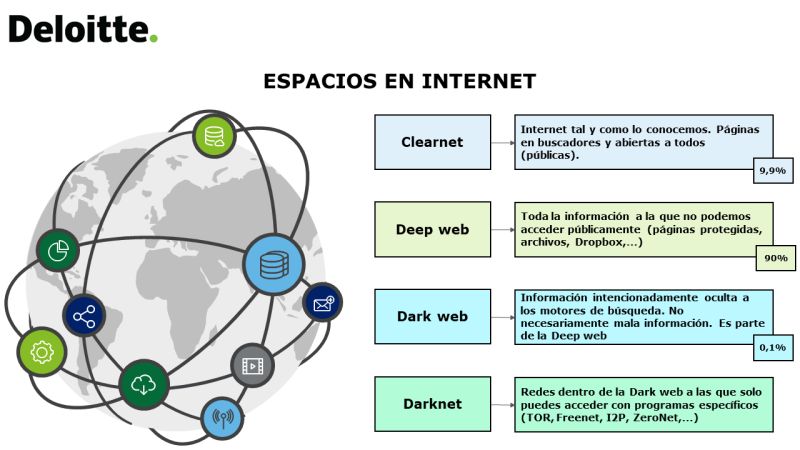 Deloitte.
ESPACIOS EN INTERNET
Clearnet
Internet tal y como lo conocemos. Páginas
en buscadores y abiertas a todos
(públicas).
9,9%
Deep web
Toda la información a la que no podemos
acceder públicamente (páginas protegidas,
archivos, Dropbox,...)
90%
Dark web
Información intencionadamente oculta a
los motores de búsqueda. No
necesariamente mala información. Es parte
de la Deep web
0,1%
Darknet
Redes dentro de la Dark web a las que solo
puedes acceder con programas específicos
(TOR, Freenet, I2P, ZeroNet,...)